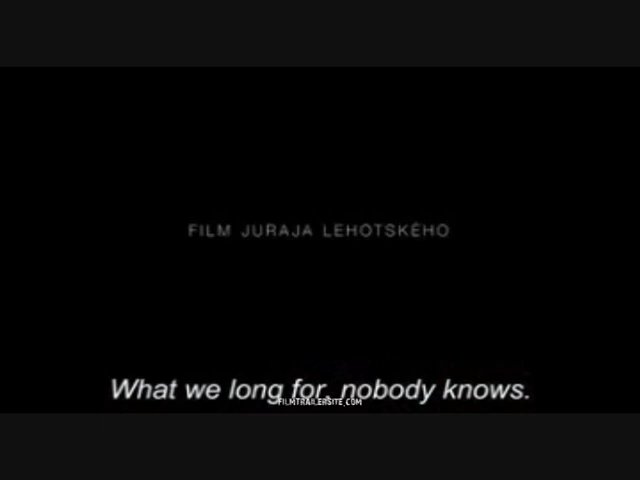 FILM JURAJA LEHOTSKÉHO
What we long for, nobody knows.
FILMTRAILERSITE.COM